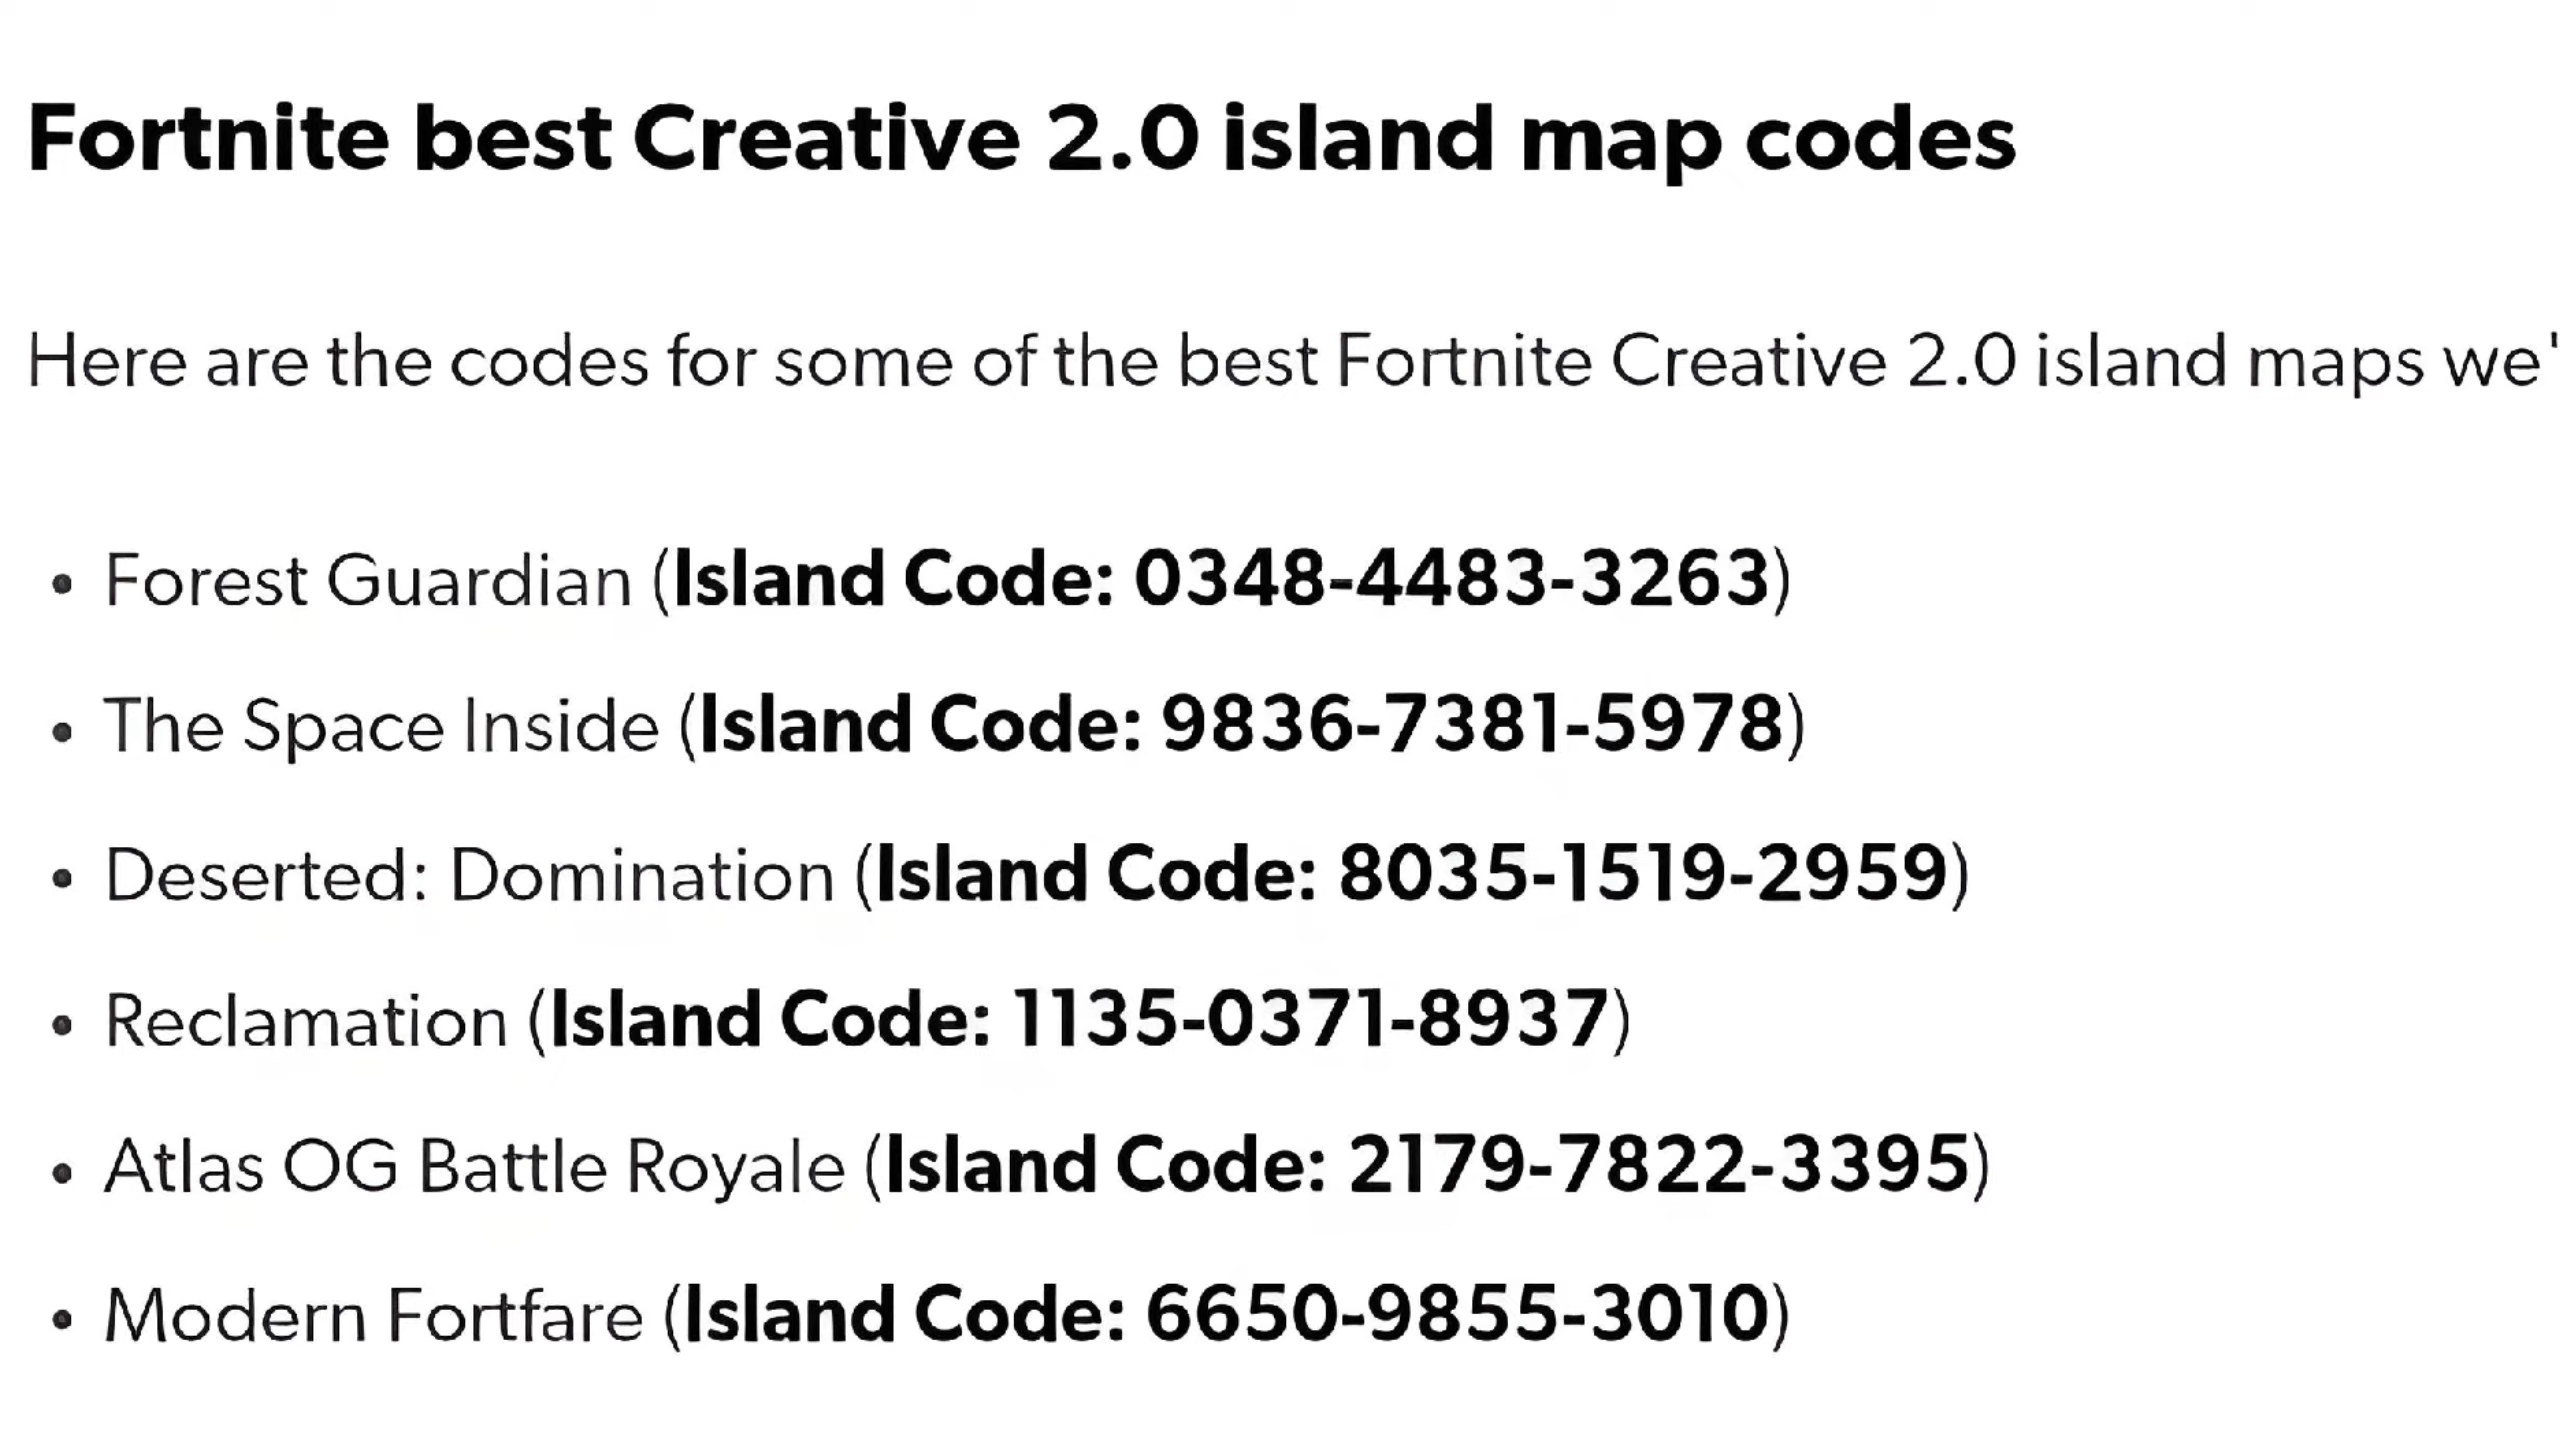 Fortnite best Creative 2.0 island map codes
Here are the codes for some of the best Fortnite Creative 2.0 island maps we'
• Forest Guardian (Island Code: 0348-4483-3263)
• The Space Inside (Island Code: 9836-7381-5978)
• Deserted: Domination (Island Code: 8035-1519-2959)
• Reclamation (Island Code: 1135-0371-8937)
• Atlas OG Battle Royale (Island Code: 2179-7822-3395)
• Modern Fortfare (Island Code: 6650-9855-3010)